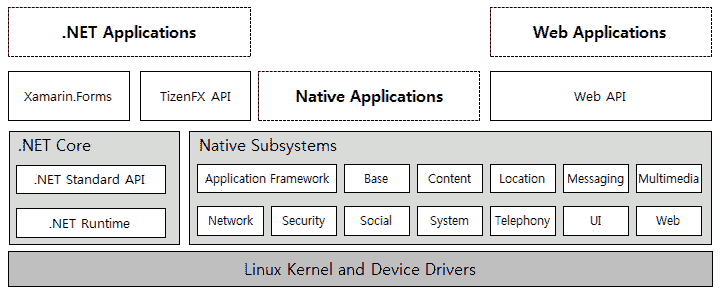 .NET Applications
Web Applications
Xamarin.Forms
TizenFX API
Native Applications
Web API
.NET Core
Native Subsystems
.NET Standard API
Application Framework
Base
Content
Location
Messaging
Multimedia
.NET Runtime
Network
Security
Social
System
Telephony
UI
Web
Linux Kernel and Device Drivers